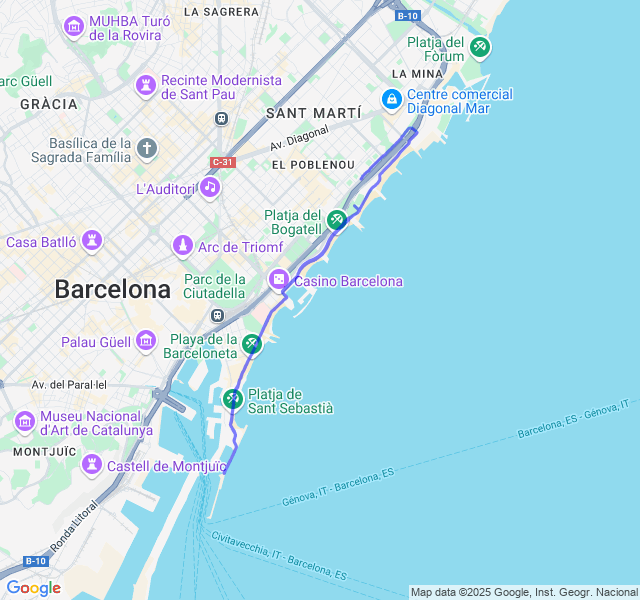 LA SAGRERA
B-10
MUHBA Turó
de la Rovira
Platja del
Fòrum
LA MINA
arc Güell
Recinte Modernista
de Sant Pau
Centre comercial
Diagonal Mar
GRÀCIA
SANT MARTÍ
Av. Diagonal
Basílica de la
Sagrada Família
C-31
EL POBLENOU
L'Auditori
Platja del
Bogatell
Casa Batlló
Arc de Triomf
Barcelona
Parc de la
Ciutadella
Casino Barcelona
Palau Güell
Playa de la
Barceloneta
Av. del Paral·lel
Platja de
Sant Sebastià
Museu Nacional
d'Art de Catalunya
Barcelona, ES - Génova, IT
MONTJUÏC
Castell de Montjuïc
Génova, IT - Barcelona, ES
Ronda Litoral
Civitavecchia, IT - Barcelona, ES
B-10
Google
Map data ©2025 Google, Inst. Geogr. Nacional